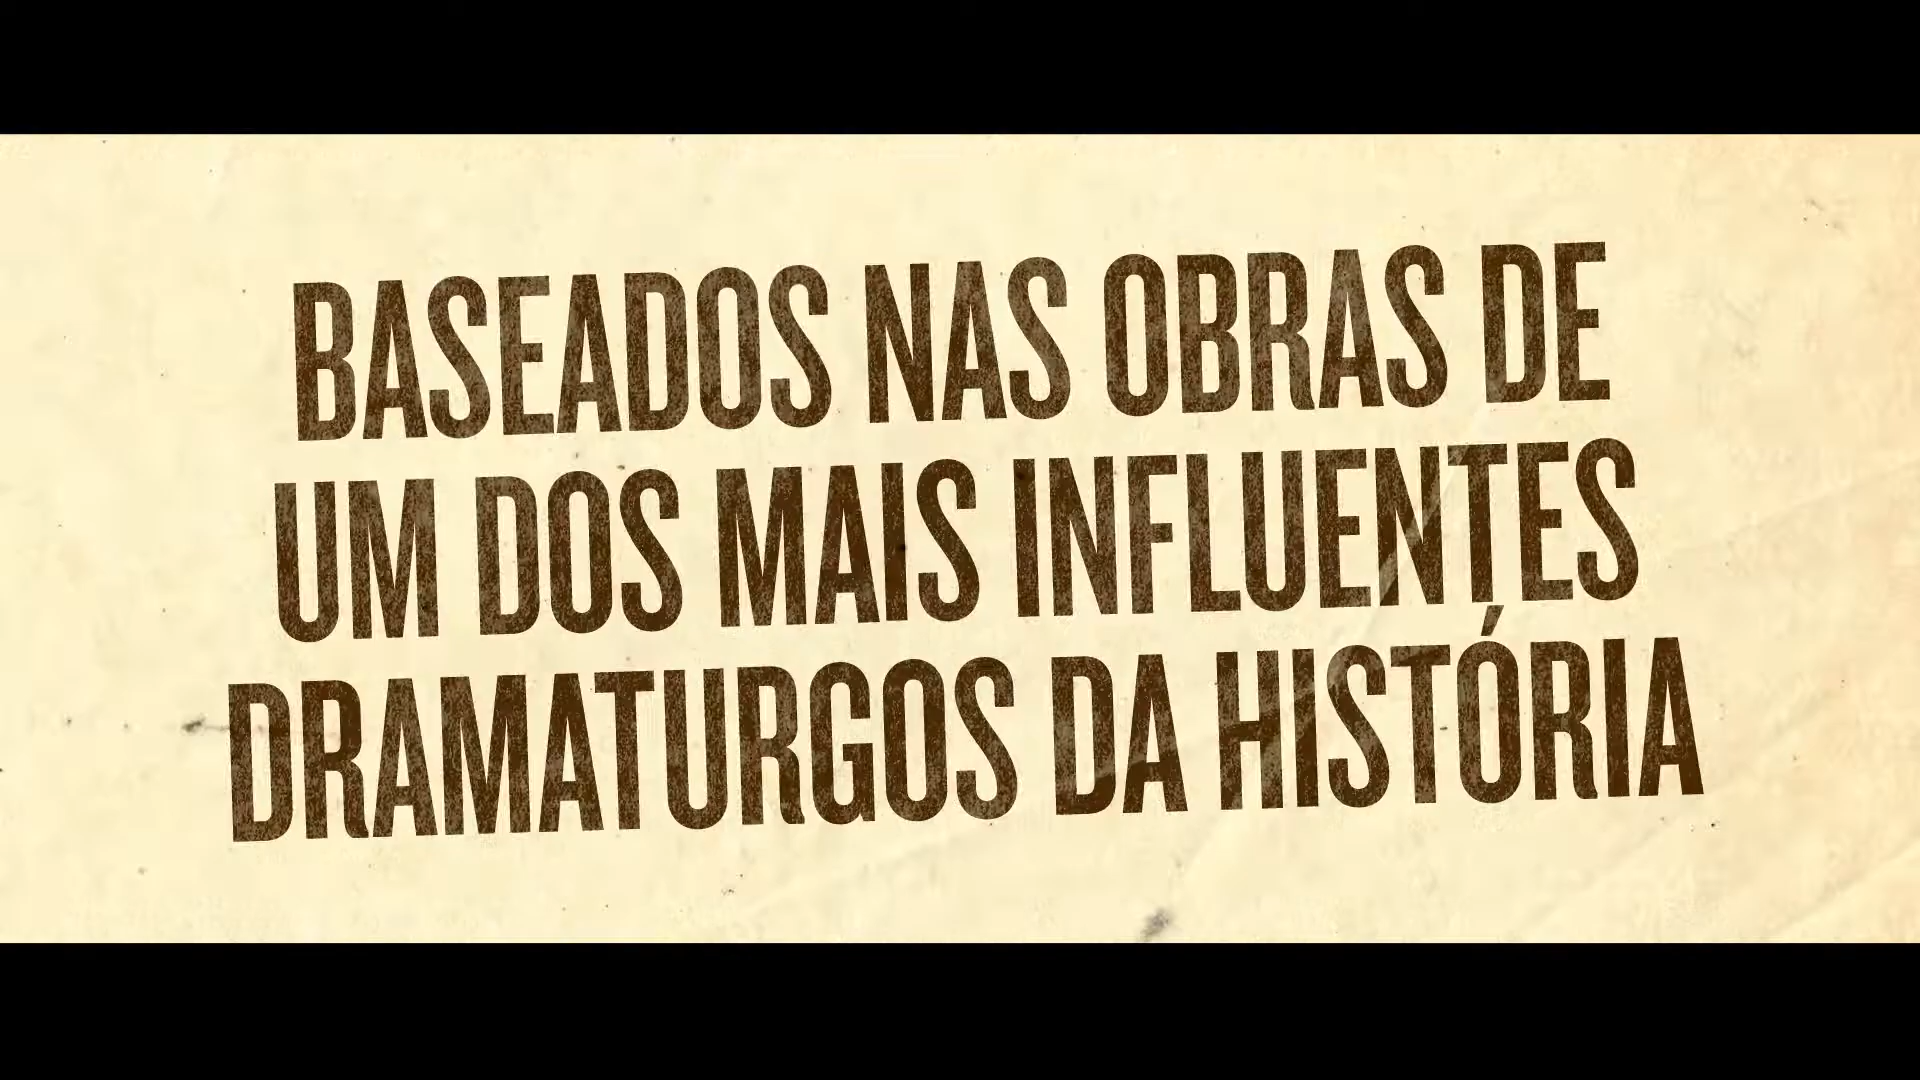 BASEADOS NAS OBRAS DE
UM DOS MAIS INFLUENTES
DRAMATURGOS DA HISTÓRIA